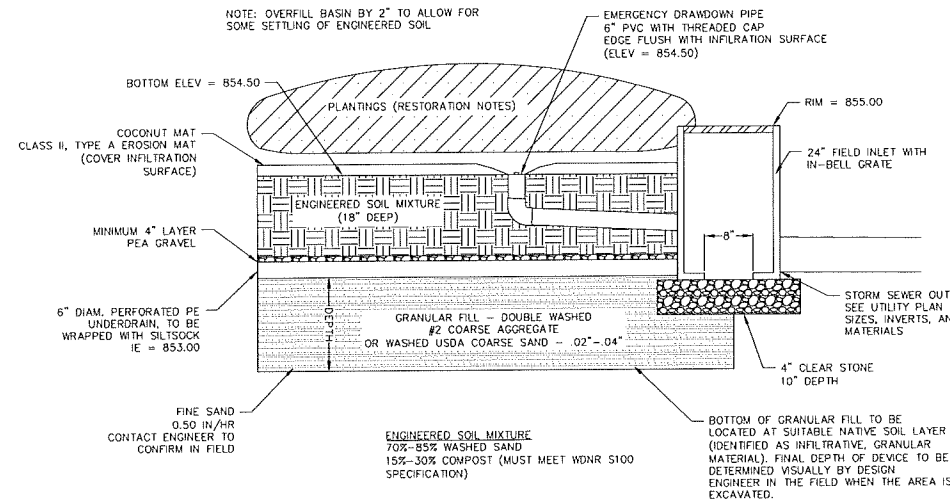 NOTE: OVERFILL BASIN BY 2" TO ALLOW FOR
SOME SETTLING OF ENGINEERED SOIL
EMERGENCY DRAWDOWN PIPE
6" PVC WITH THREADED CAP
EDGE FLUSH WITH INFILRATION SURFACE
(ELEV = 854.50)
BOTTOM ELEV = 854.50
PLANTINGS (RESTORATION NOTES)
RIM = 855.00
COCONUT MAT
CLASS II, TYPE A EROSION MAT
(COVER INFILTRATION
SURFACE)
24" FIELD INLET WITH
IN-BELL GRATE
ENGINEERED SOIL MIXTURE
(18" DEEP)
MINIMUM 4" LAYER
PEA GRAVEL
8"
6" DIAM. PERFORATED PE
UNDERDRAIN, TO BE
WRAPPED WITH SILTSOCK
IE = 853.00
DEPTH
GRANULAR FILL – DOUBLE WASHED
#2 COARSE AGGREGATE
OR WASHED USDA COARSE SAND – .02"-.04"
STORM SEWER OUT
SEE UTILITY PLAN
SIZES, INVERTS, AN
MATERIALS
4" CLEAR STONE
10" DEPTH
FINE SAND
0.50 IN/HR
CONTACT ENGINEER TO
CONFIRM IN FIELD
ENGINEERED SOIL MIXTURE
70%-85% WASHED SAND
15%-30% COMPOST (MUST MEET WDNR S100
SPECIFICATION)
BOTTOM OF GRANULAR FILL TO BE
LOCATED AT SUITABLE NATIVE SOIL LAYER
(IDENTIFIED AS INFILTRATIVE, GRANULAR
MATERIAL). FINAL DEPTH OF DEVICE TO BE
DETERMINED VISUALLY BY DESIGN
ENGINEER IN THE FIELD WHEN THE AREA IS
EXCAVATED.